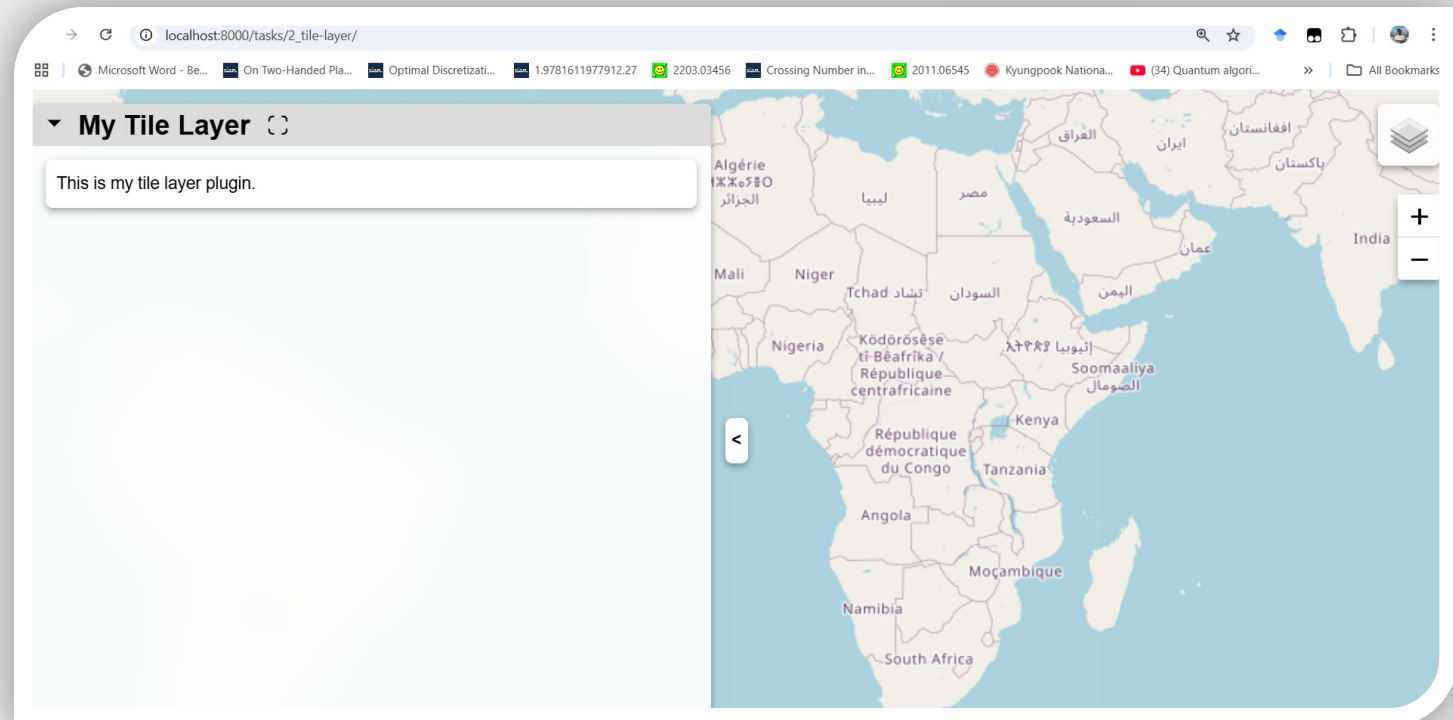 localhost:8000/tasks/2_tile-layer/
Microsoft Word - Be...
On Two-Handed Pla...
Optimal Discretizati...
1.9781611977912.27
2203.03456
Crossing Number in...
2011.06545
Kyungpook Nationa...
(34) Quantum algori...
»
All Bookmarks
My Tile Layer
This is my tile layer plugin.
<
+
−
Algérie
الجزائر
ليبيا
مصر
العراق
ایران
افغانستان
پاکستان
السعودية
عمان
India
Mali
Niger
Tchad تشاد
السودان
اليمن
Nigeria
Ködörösêse
tî Bêafrîka /
République
centrafricaine
إثيوبيا
Soomaaliya
الصومال
Kenya
République
démocratique
du Congo
Tanzania
Angola
Moçambique
Namibia
South Africa